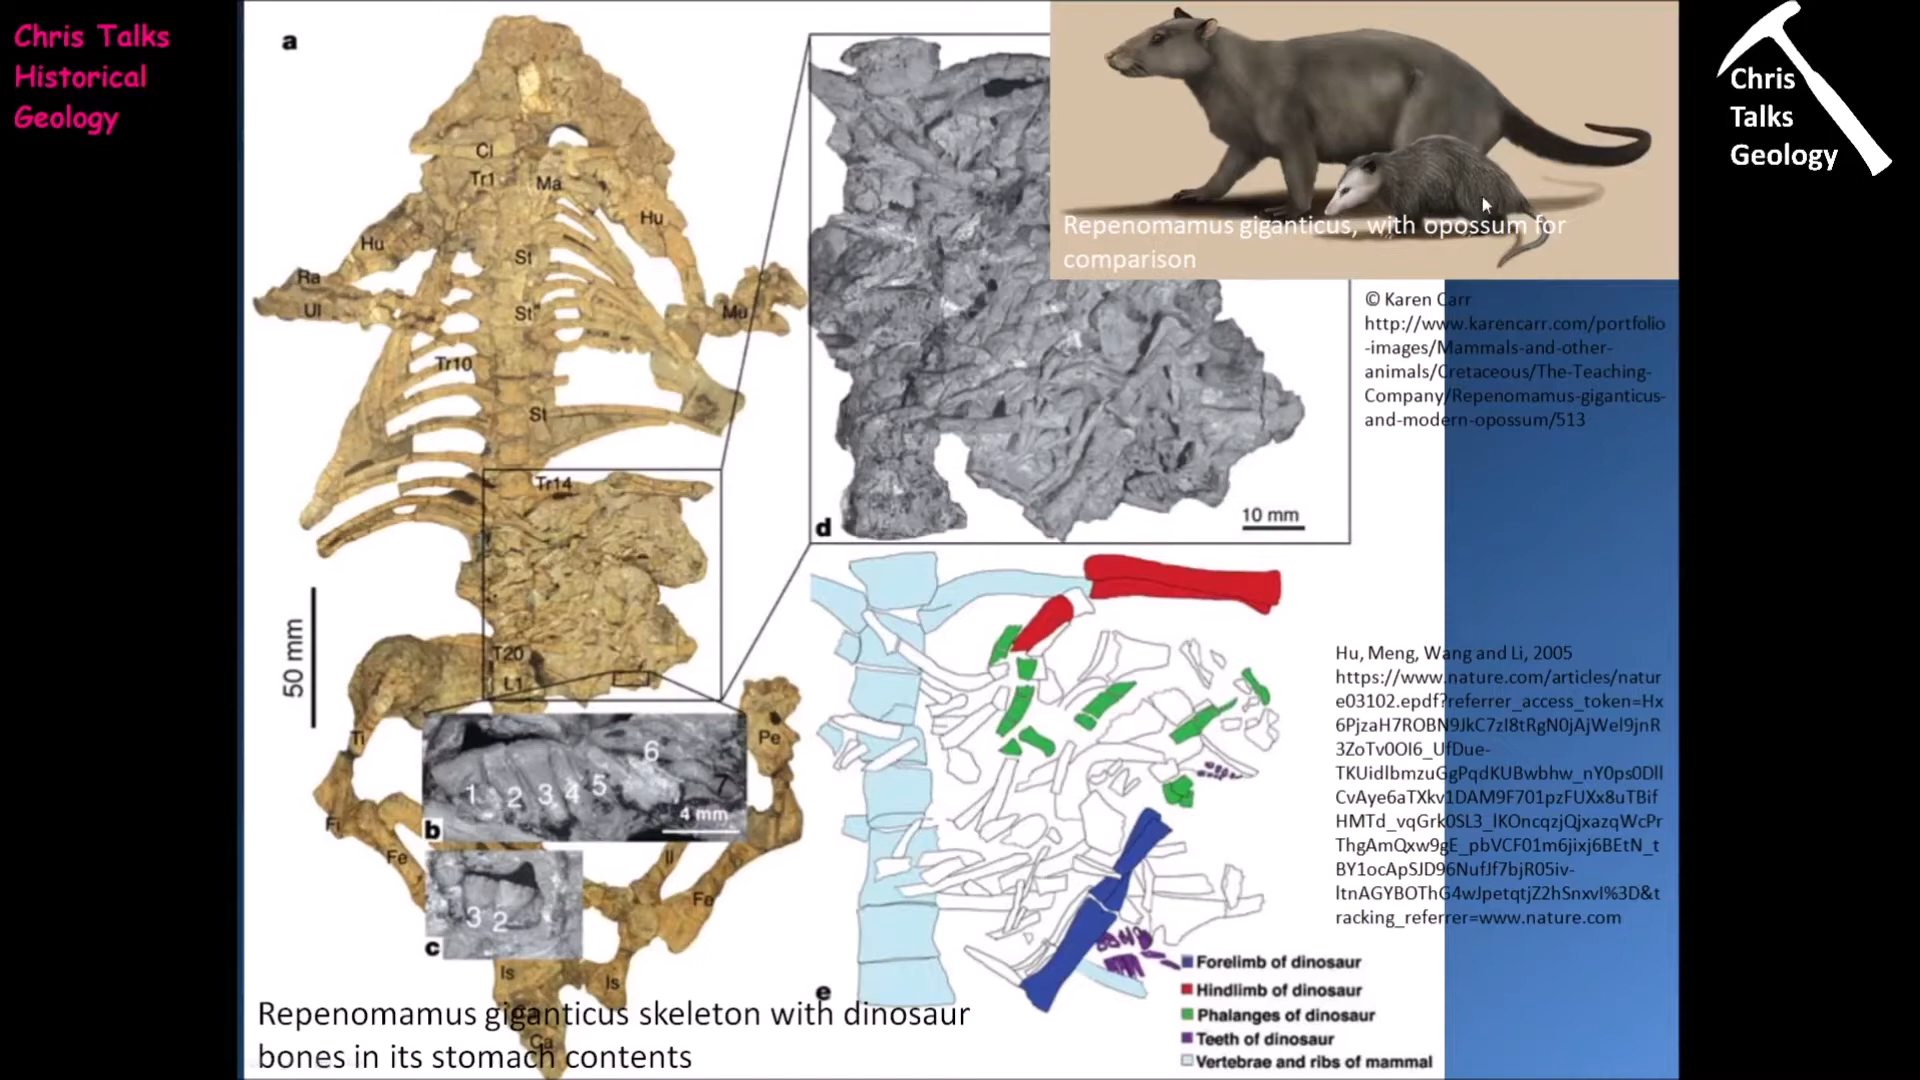 Chris Talks
Historical
Geology
Chris
Talks
Geology
a
Cl
Tr1
Ma
Hu
Hu
St
Ra
Ul
St
Mu
Tr10
St
Tr14
50 mm
T20
L1
Ti
Pe
Fi
Fe
Il
Fe
Is
Is
Ca
1 2 3 4 5 6
4 mm
b
3 2
c
d
10 mm
Repenomamus giganticus, with opossum for
comparison
© Karen Carr
http://www.karencarr.com/portfolio
-images/Mammals-and-other-
animals/Cretaceous/The-Teaching-
Company/Repenomamus-giganticus-
and-modern-opossum/513
Hu, Meng, Wang and Li, 2005
https://www.nature.com/articles/natur
e03102.epdf?referrer_access_token=Hx
6PjzaH7ROBN9JkC7zl8tRgN0jAjWel9jnR
3ZoTv0OI6_UfDue-
TKUidlbmzuGgPqdKUBwbhw_nY0ps0Dll
CvAye6aTXkv1DAM9F701pzFUXx8uTBif
HMTd_vqGrk0SL3_lKOncqzjQjxazqWcPr
ThgAmQxw9gE_pbVCF01m6jixj6BEtN_t
BY1ocApSJD96NufJf7bjR05iv-
ltnAGYBOThG4wJpetqtjZ2hSnxvI%3D&t
racking_referrer=www.nature.com
e
Forelimb of dinosaur
Hindlimb of dinosaur
Phalanges of dinosaur
Teeth of dinosaur
Vertebrae and ribs of mammal
Repenomamus giganticus skeleton with dinosaur
bones in its stomach contents